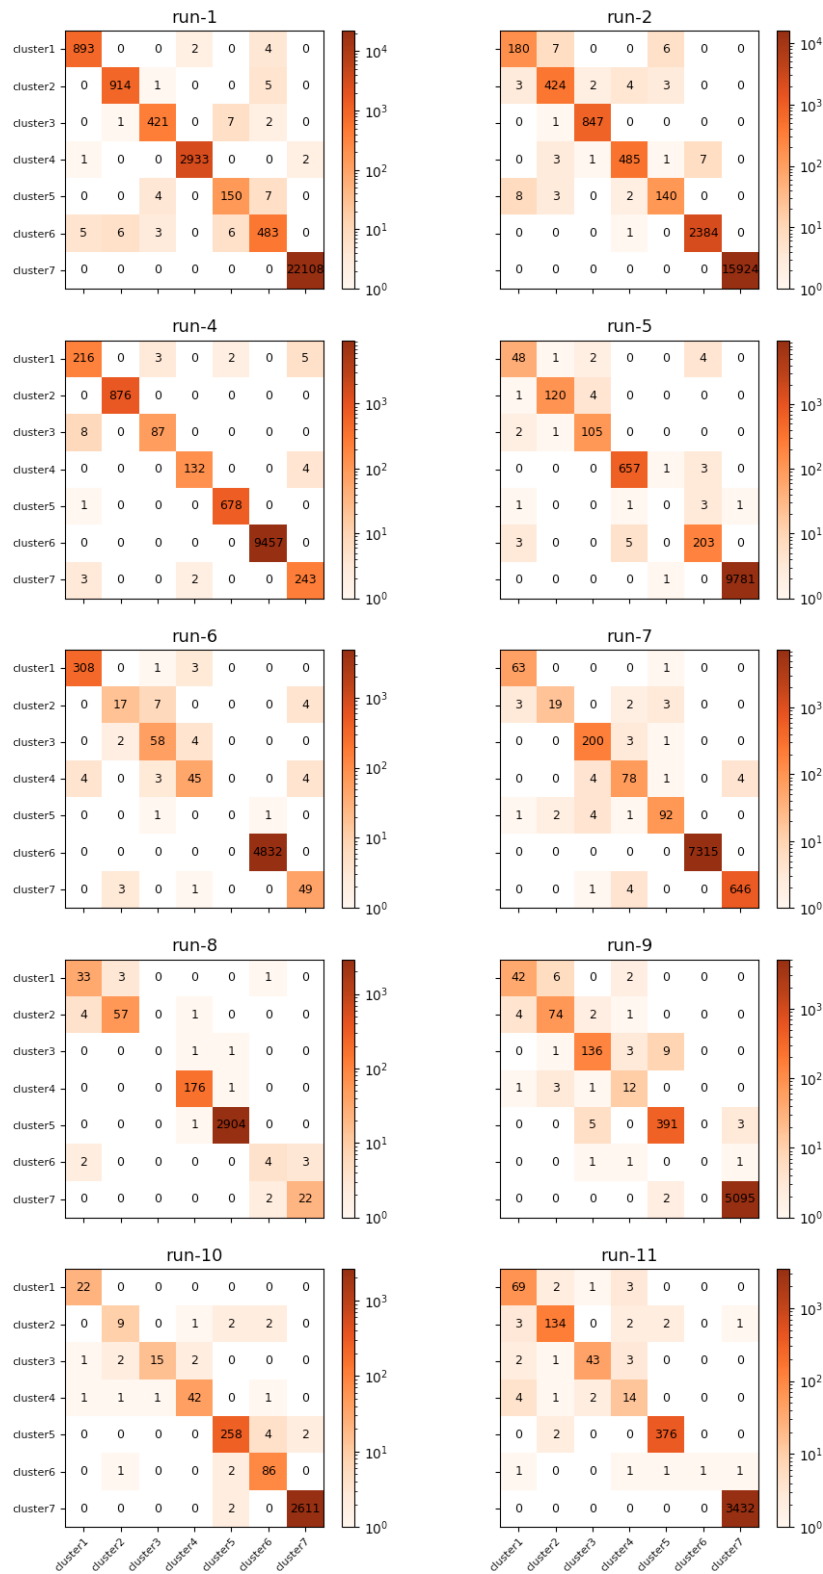 run-1
cluster1 893 0 0 2 0 4 0
cluster2 0 914 1 0 0 5 0
cluster3 0 1 421 0 7 2 0
cluster4 1 0 0 2933 0 0 2
cluster5 0 0 4 0 150 7 0
cluster6 5 6 3 0 6 483 0
cluster7 0 0 0 0 0 0 22108
10^4
10^3
10^2
10^1
10^0
run-2
180 7 0 0 6 0 0
3 424 2 4 3 0 0
0 1 847 0 0 0 0
0 3 1 485 1 7 0
8 3 0 2 140 0 0
0 0 0 1 0 2384 0
0 0 0 0 0 0 15924
10^4
10^3
10^2
10^1
10^0
run-4
cluster1 216 0 3 0 2 0 5
cluster2 0 876 0 0 0 0 0
cluster3 8 0 87 0 0 0 0
cluster4 0 0 0 132 0 0 4
cluster5 1 0 0 0 678 0 0
cluster6 0 0 0 0 0 9457 0
cluster7 3 0 0 2 0 0 243
10^3
10^2
10^1
10^0
run-5
48 1 2 0 0 4 0
1 120 4 0 0 0 0
2 1 105 0 0 0 0
0 0 0 657 1 3 0
1 0 0 1 0 3 1
3 0 0 5 0 203 0
0 0 0 0 1 0 9781
10^3
10^2
10^1
10^0
run-6
cluster1 308 0 1 3 0 0 0
cluster2 0 17 7 0 0 0 4
cluster3 0 2 58 4 0 0 0
cluster4 4 0 3 45 0 0 4
cluster5 0 0 1 0 0 1 0
cluster6 0 0 0 0 0 4832 0
cluster7 0 3 0 1 0 0 49
10^3
10^2
10^1
10^0
run-7
63 0 0 0 1 0 0
3 19 0 2 3 0 0
0 0 200 3 1 0 0
0 0 4 78 1 0 4
1 2 4 1 92 0 0
0 0 0 0 0 7315 0
0 0 1 4 0 0 646
10^3
10^2
10^1
10^0
run-8
cluster1 33 3 0 0 0 1 0
cluster2 4 57 0 1 0 0 0
cluster3 0 0 0 1 1 0 0
cluster4 0 0 0 176 1 0 0
cluster5 0 0 0 1 2904 0 0
cluster6 2 0 0 0 0 4 3
cluster7 0 0 0 0 0 2 22
10^3
10^2
10^1
10^0
run-9
42 6 0 2 0 0 0
4 74 2 1 0 0 0
0 1 136 3 9 0 0
1 3 1 12 0 0 0
0 0 5 0 391 0 3
0 0 1 1 0 0 1
0 0 0 0 2 0 5095
10^3
10^2
10^1
10^0
run-10
cluster1 22 0 0 0 0 0 0
cluster2 0 9 0 1 2 2 0
cluster3 1 2 15 2 0 0 0
cluster4 1 1 1 42 0 1 0
cluster5 0 0 0 0 258 4 2
cluster6 0 1 0 0 2 86 0
cluster7 0 0 0 0 2 0 2611
cluster1 cluster2 cluster3 cluster4 cluster5 cluster6 cluster7
10^3
10^2
10^1
10^0
run-11
69 2 1 3 0 0 0
3 134 0 2 2 0 1
2 1 43 3 0 0 0
4 1 2 14 0 0 0
0 2 0 0 376 0 0
1 0 0 1 1 1 1
0 0 0 0 0 0 3432
cluster1 cluster2 cluster3 cluster4 cluster5 cluster6 cluster7
10^3
10^2
10^1
10^0